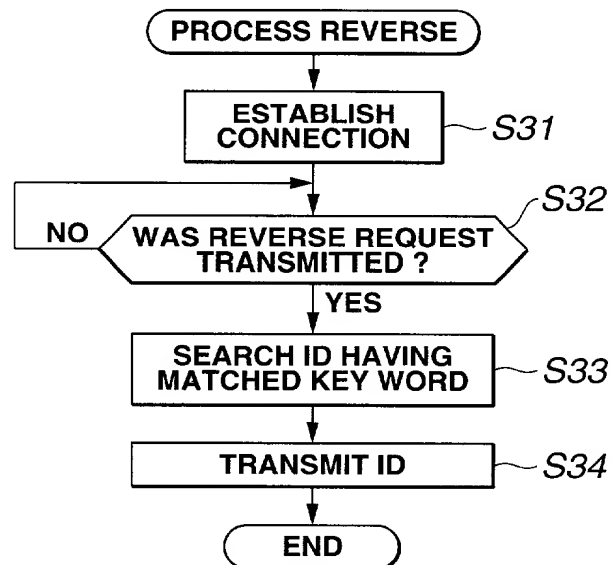 PROCESS REVERSE
ESTABLISH
CONNECTION
S31
S32
NO
WAS REVERSE REQUEST
TRANSMITTED ?
YES
SEARCH ID HAVING
MATCHED KEY WORD
S33
TRANSMIT ID
S34
END